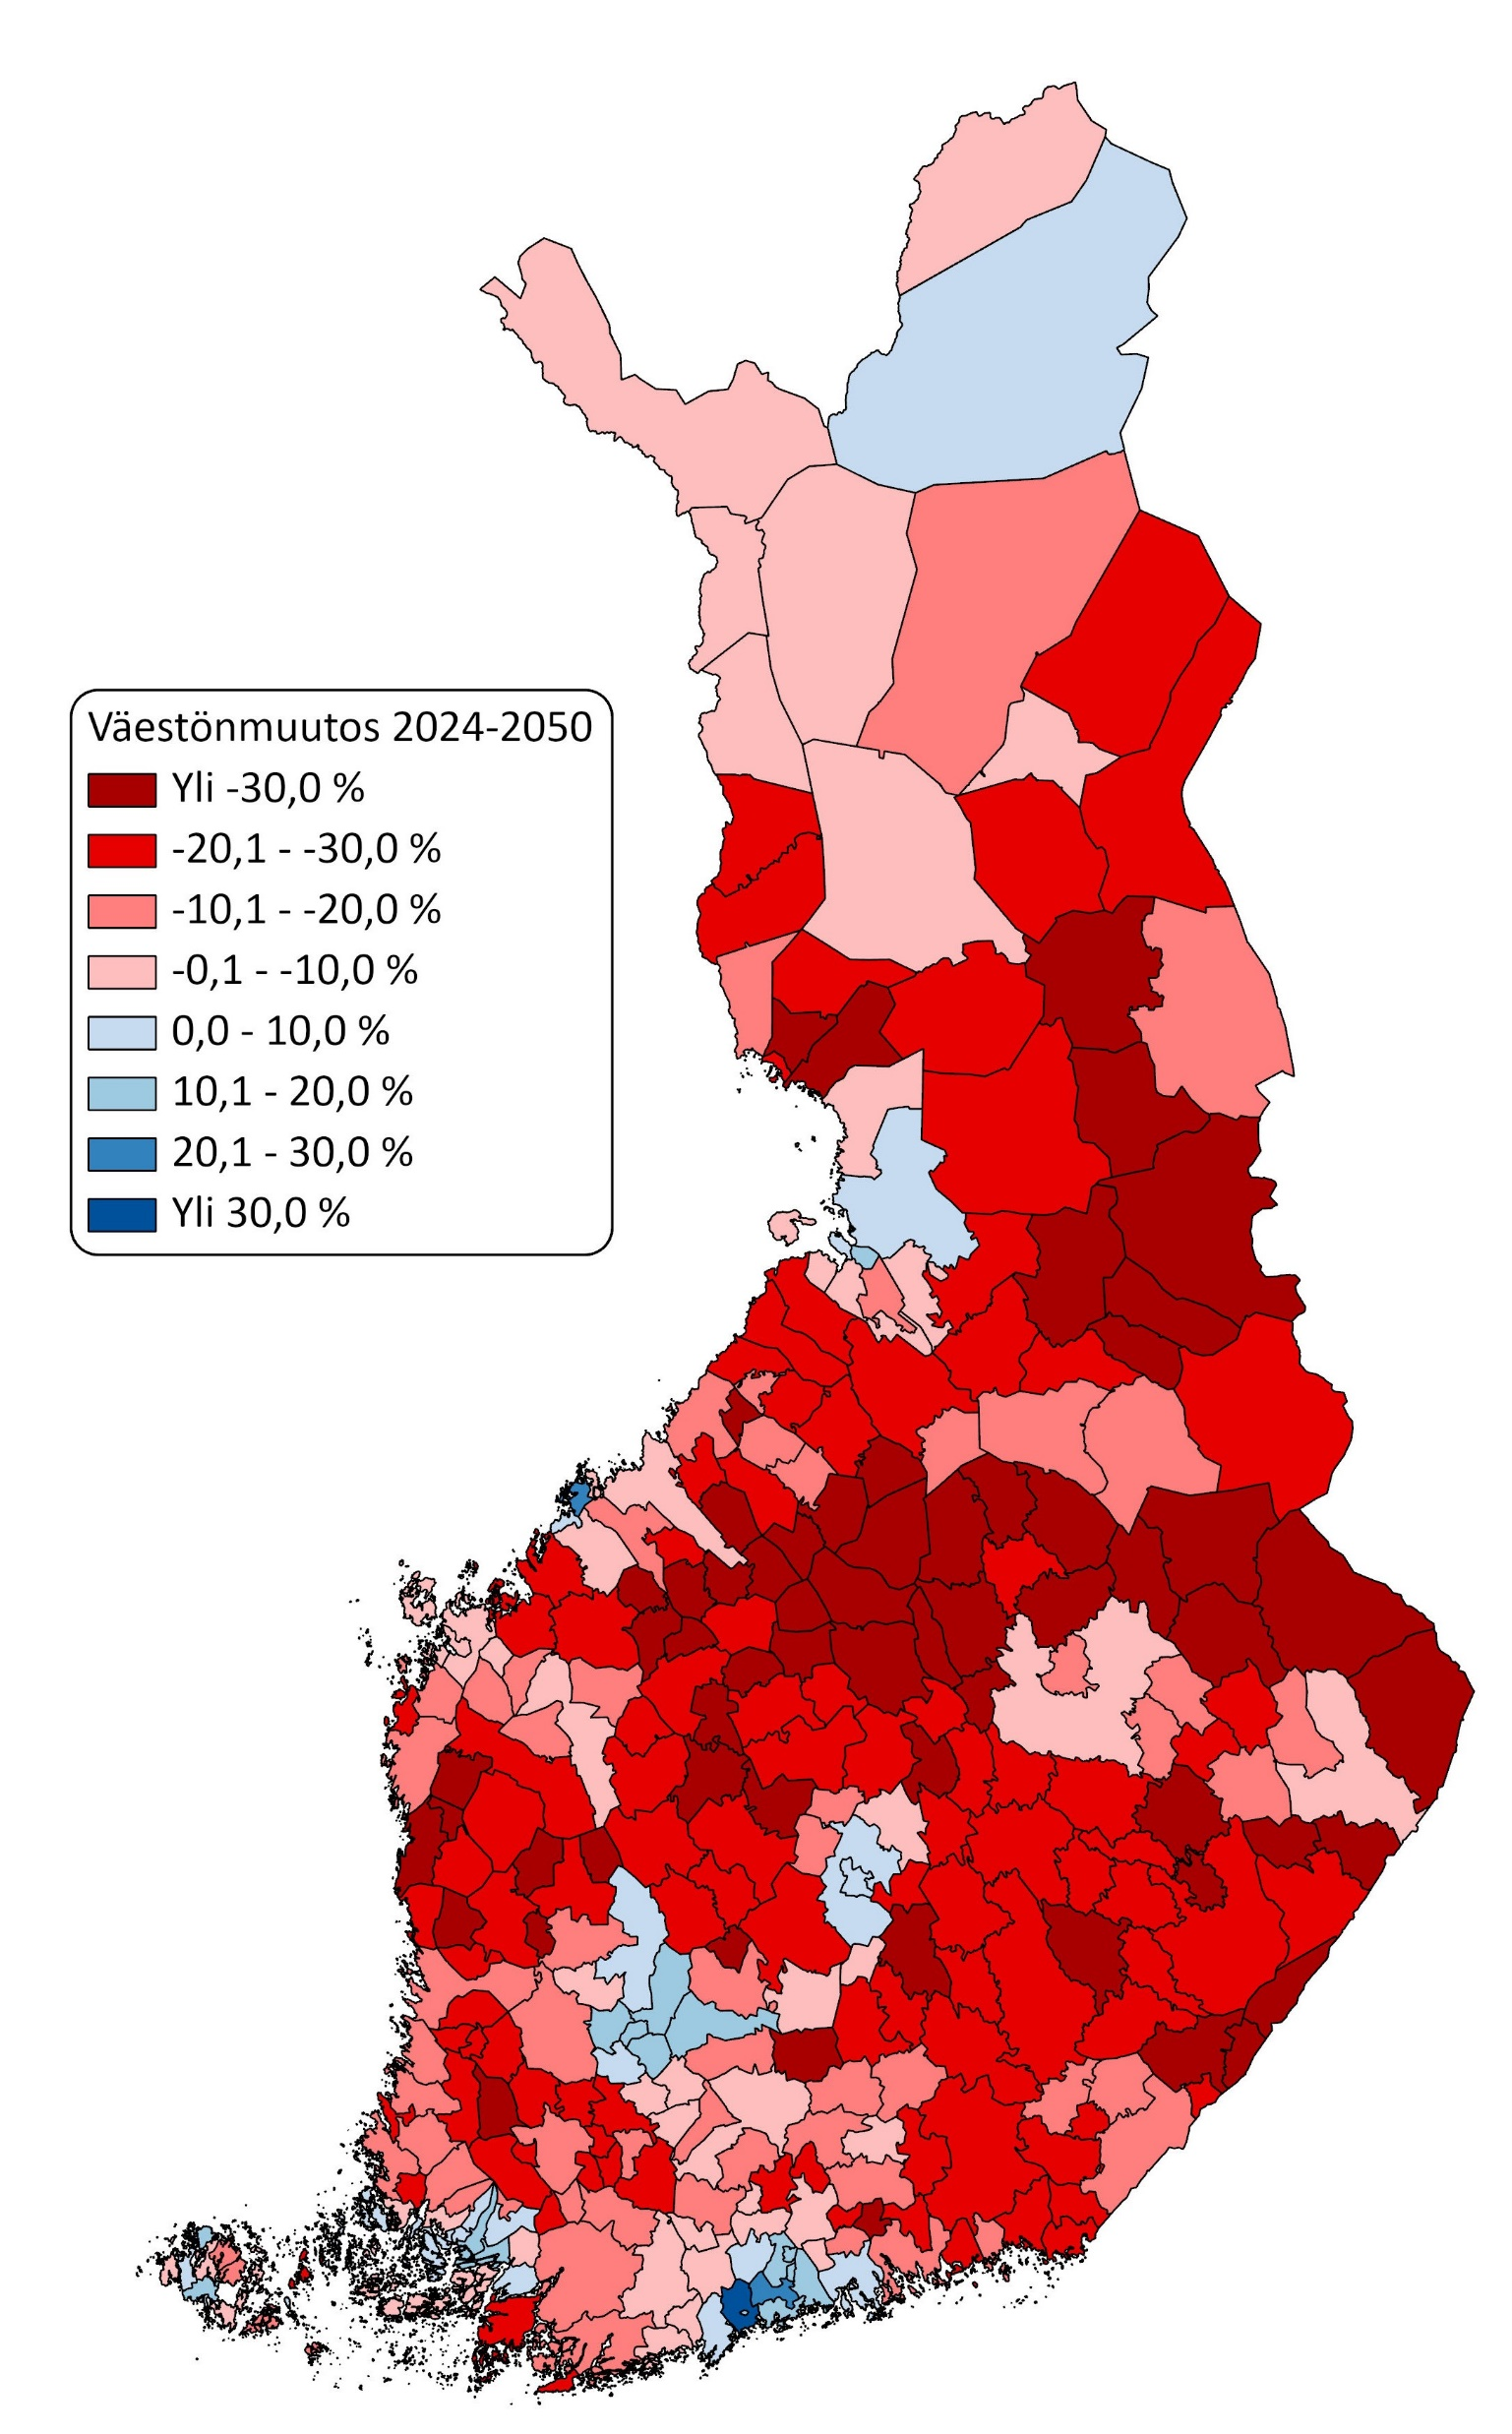 Väestönmuutos 2024-2050
Yli -30,0 %
-20,1 - -30,0 %
-10,1 - -20,0 %
-0,1 - -10,0 %
0,0 - 10,0 %
10,1 - 20,0 %
20,1 - 30,0 %
Yli 30,0 %